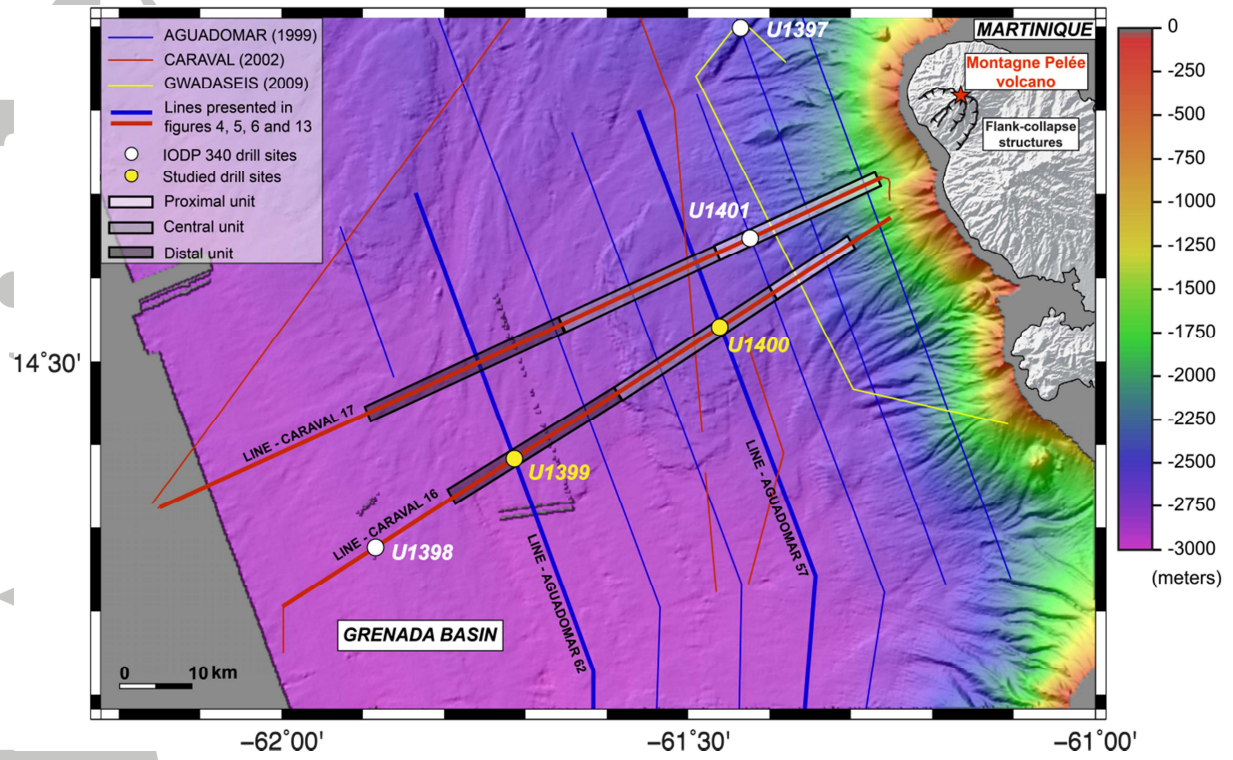 AGUADOMAR (1999)
CARAVAL (2002)
GWADASEIS (2009)
Lines presented in
figures 4, 5, 6 and 13
IODP 340 drill sites
Studied drill sites
Proximal unit
Central unit
Distal unit
U1397
MARTINIQUE
Montagne Pelée
volcano
Flank-collapse
structures
U1401
U1400
U1399
U1398
LINE - CARAVAL 17
LINE - CARAVAL 16
LINE - AGUADOMAR 57
LINE - AGUADOMAR 62
GRENADA BASIN
0 10 km
14°30'
−62°00'
−61°30'
−61°00'
0
-250
-500
-750
-1000
-1250
-1500
-1750
-2000
-2250
-2500
-2750
-3000
(meters)